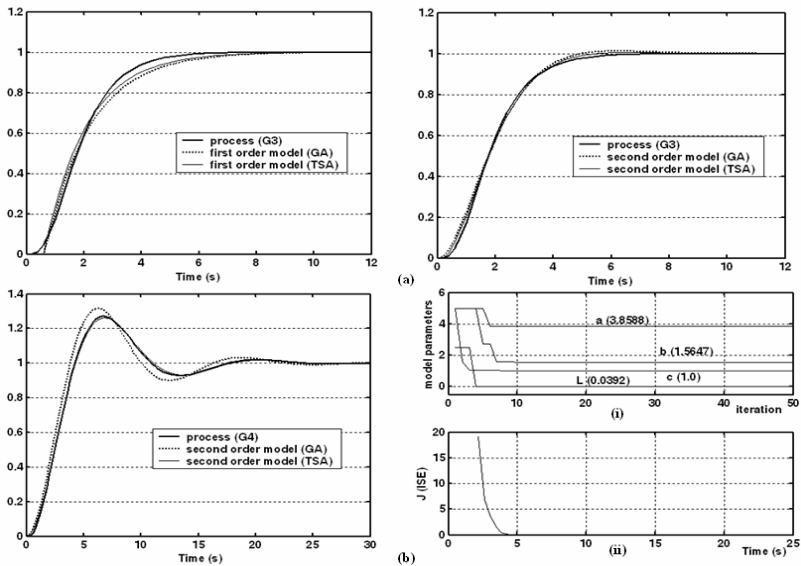 1.2
1
0.8
0.6
0.4
0.2
0
0 2 4 6 8 10 12
Time (s)
process (G3)
first order model (GA)
first order model (TSA)
1.2
1
0.8
0.6
0.4
0.2
0
0 2 4 6 8 10 12
Time (s)
process (G3)
second order model (GA)
second order model (TSA)
(a)
1.4
1.2
1
0.8
0.6
0.4
0.2
0
0 5 10 15 20 25 30
Time (s)
process (G4)
second order model (GA)
second order model (TSA)
(b)
model parameters
6
4
2
0
a (3.8588)
b (1.5647)
L (0.0392)
c (1.0)
0 10 20 30 40 50
iteration
(i)
J (ISE)
20
15
10
5
0
0 5 10 15 20 25
Time (s)
(ii)